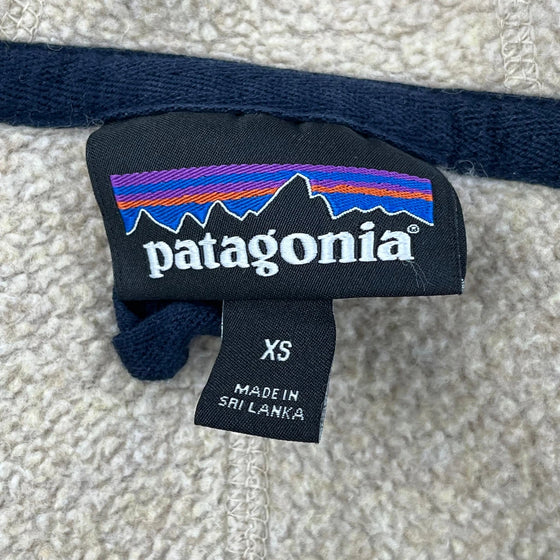 patagonia®
XS
MADE IN
SRI LANKA